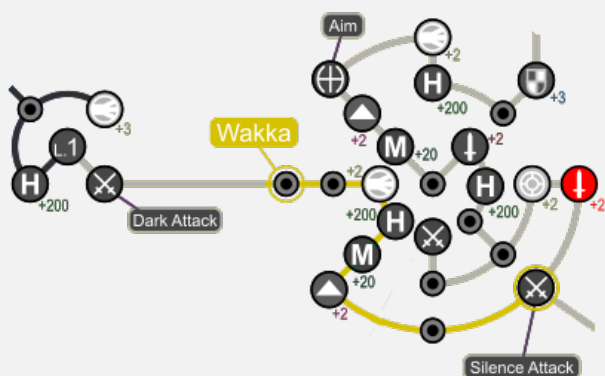 Aim
+2
H
+200
+3
+2
L.1
+3
M
+20
+2
Wakka
H
+200
+2
H
+200
+2
+2
Dark Attack
+200
H
M
+20
+2
Silence Attack